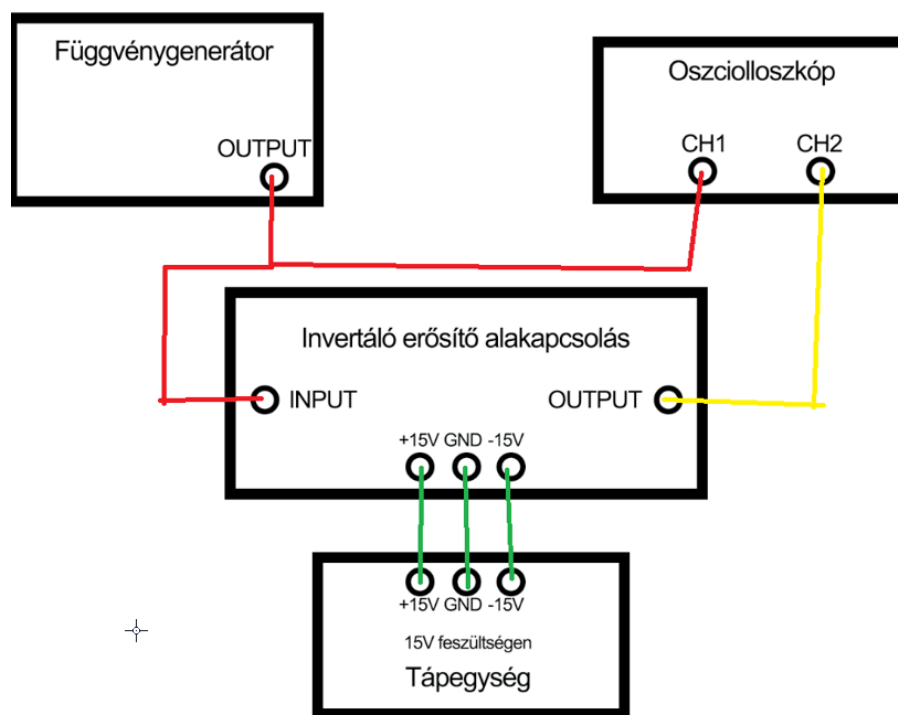 Függvénygenerátor
OUTPUT
Oszciolloszkóp
CH1 CH2
Invertáló erősítő alakapcsolás
INPUT OUTPUT
+15V GND -15V
+15V GND -15V
15V feszültségen
Tápegység